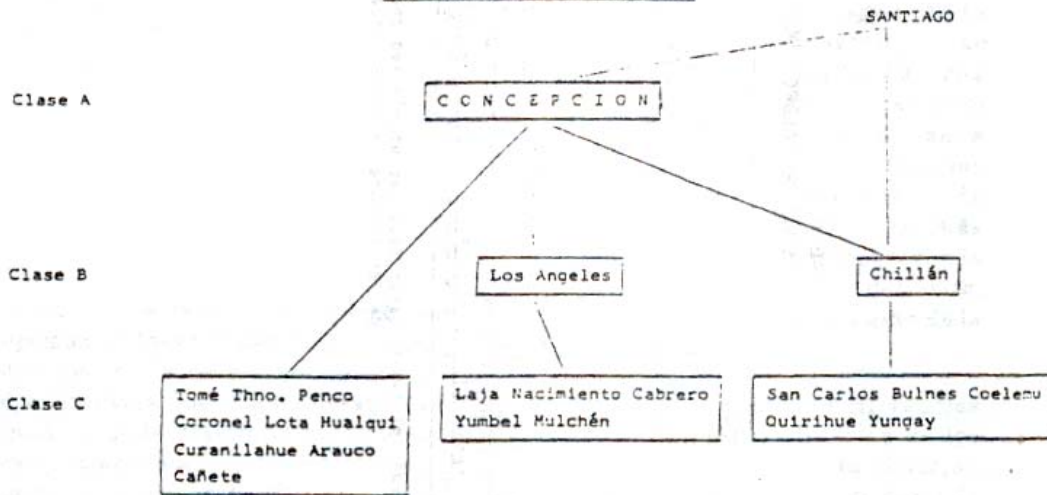 SANTIAGO
Clase A
C O N C E P C I O N
Clase B
Los Angeles
Chillán
Clase C
Tomé Thno. Penco
Coronel Lota Hualqui
Curanilahue Arauco
Cañete
Laja Nacimiento Cabrero
Yumbel Mulchén
San Carlos Bulnes Coelemu
Quirihue Yungay